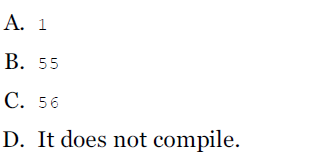 A. 1
B. 55
C. 56
D. It does not compile.